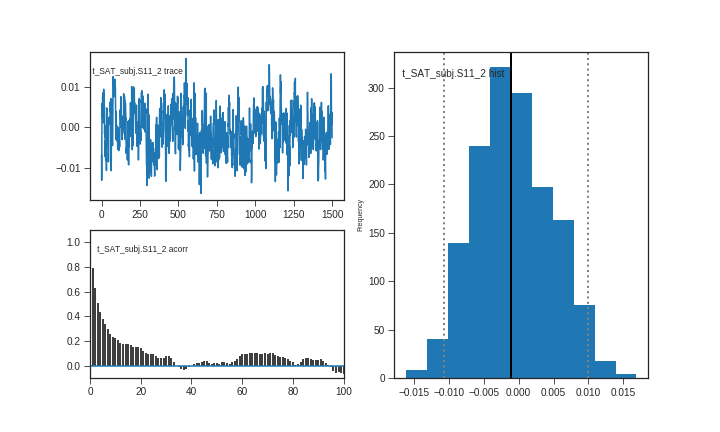 t_SAT_subj.S11_2 trace
0.01
0.00
−0.01
0 250 500 750 1000 1250 1500
t_SAT_subj.S11_2 acorr
1.0
0.8
0.6
0.4
0.2
0.0
0 20 40 60 80 100
t_SAT_subj.S11_2 hist
Frequency
300
250
200
150
100
50
0
−0.015 −0.010 −0.005 0.000 0.005 0.010 0.015